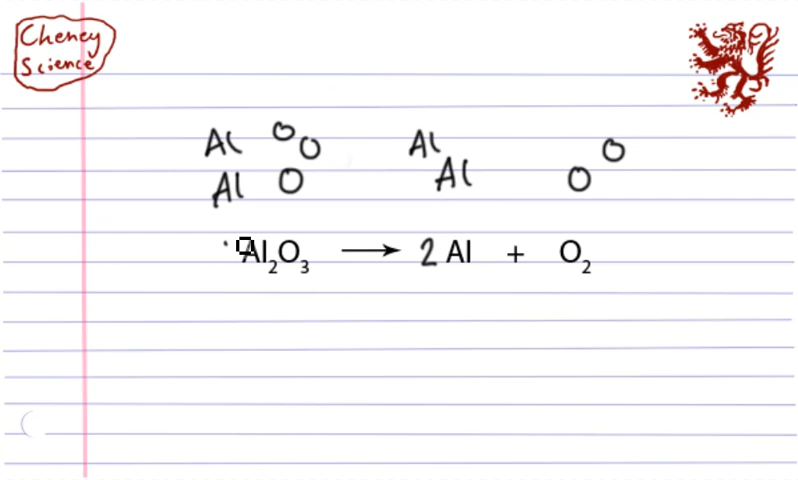 Cheney
Science
Al O O Al O
Al O Al O
Al₂O₃ → 2 Al + O₂